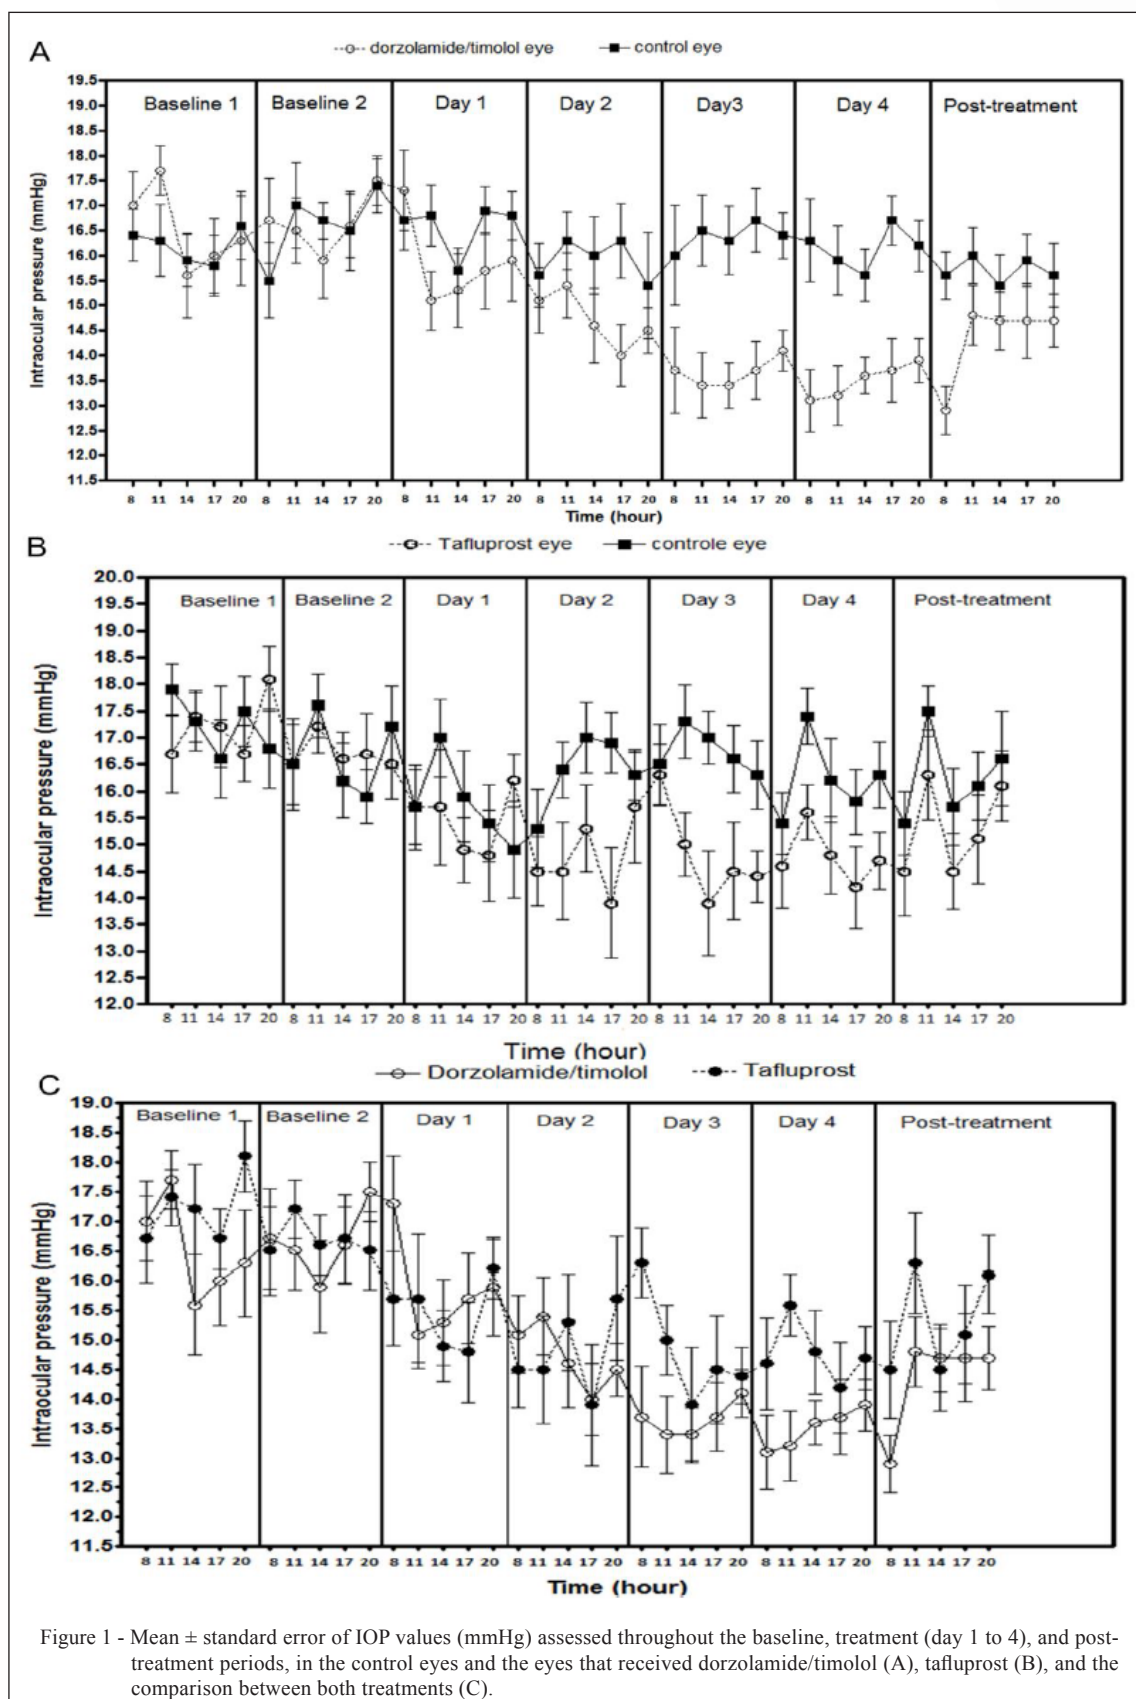 A
dorzolamide/timolol eye control eye
19.5
19.0
18.5
18.0
17.5
17.0
16.5
16.0
15.5
15.0
14.5
14.0
13.5
13.0
12.5
12.0
11.5
Intraocular pressure (mmHg)
Baseline 1 Baseline 2 Day 1 Day 2 Day3 Day 4 Post-treatment
8 11 14 17 20 8 11 14 17 20 8 11 14 17 20 8 11 14 17 20 8 11 14 17 20 8 11 14 17 20 8 11 14 17 20
Time (hour)
B
Tafluprost eye controle eye
20.0
19.5
19.0
18.5
18.0
17.5
17.0
16.5
16.0
15.5
15.0
14.5
14.0
13.5
13.0
12.5
12.0
Intraocular pressure (mmHg)
Baseline 1 Baseline 2 Day 1 Day 2 Day 3 Day 4 Post-treatment
8 11 14 17 20 8 11 14 17 20 8 11 14 17 20 8 11 14 17 20 8 11 14 17 20 8 11 14 17 20 8 11 14 17 20
Time (hour)
C
Dorzolamide/timolol Tafluprost
19.0
18.5
18.0
17.5
17.0
16.5
16.0
15.5
15.0
14.5
14.0
13.5
13.0
12.5
12.0
11.5
Intraocular pressure (mmHg)
Baseline 1 Baseline 2 Day 1 Day 2 Day 3 Day 4 Post-treatment
8 11 14 17 20 8 11 14 17 20 8 11 14 17 20 8 11 14 17 20 8 11 14 17 20 8 11 14 17 20 8 11 14 17 20
Time (hour)
Figure 1 - Mean ± standard error of IOP values (mmHg) assessed throughout the baseline, treatment (day 1 to 4), and post-
treatment periods, in the control eyes and the eyes that received dorzolamide/timolol (A), tafluprost (B), and the
comparison between both treatments (C).